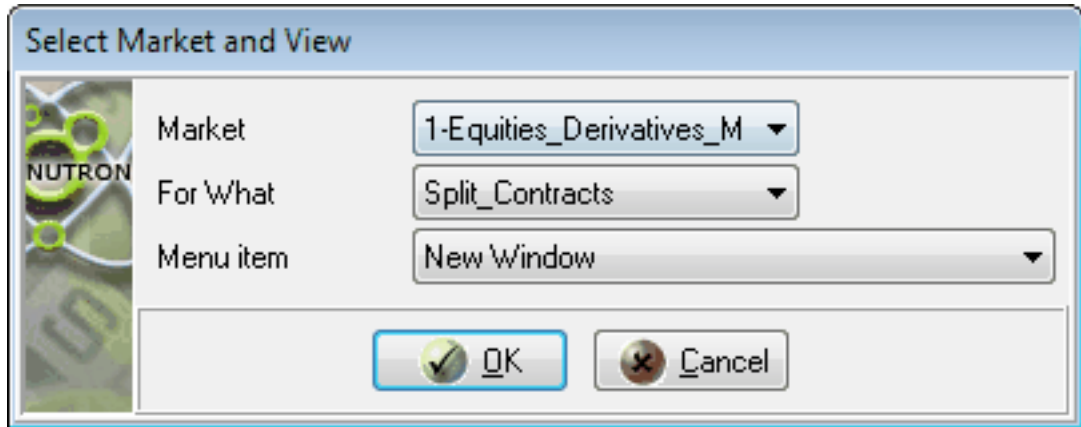 Select Market and View
NUTRON
Market 1-Equities_Derivatives_M
For What Split_Contracts
Menu item New Window
OK Cancel